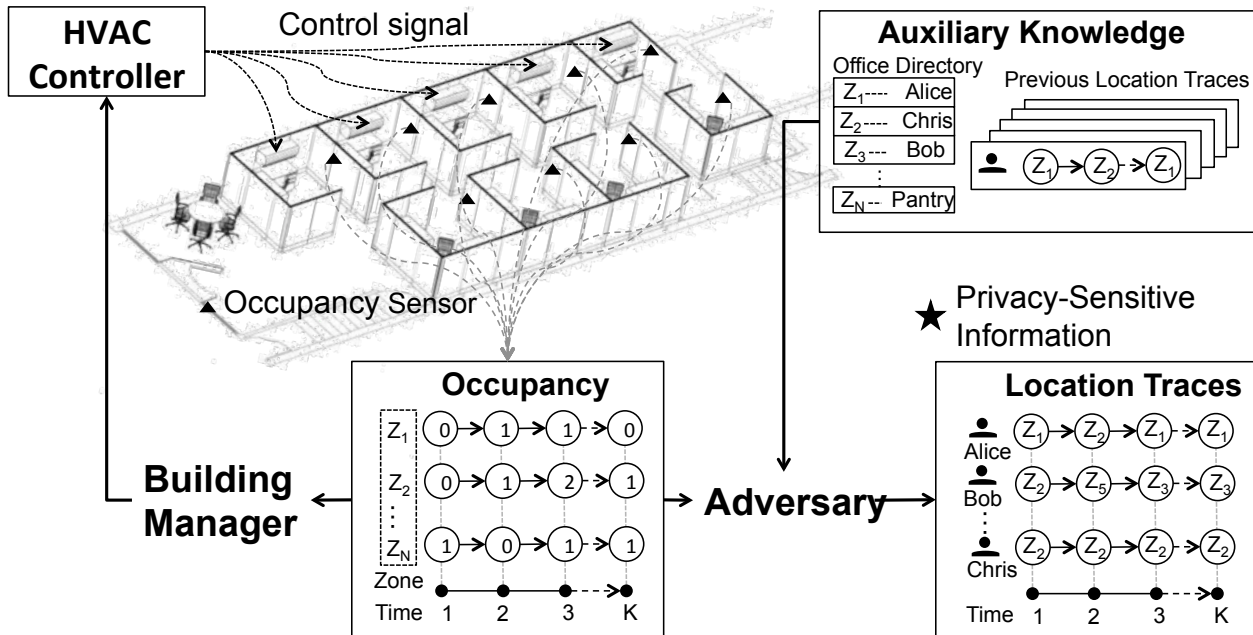 HVAC
Controller
Control signal
Auxiliary Knowledge
Office Directory
Z1---- Alice
Z2----- Chris
Z3--- Bob
⋮
ZN--- Pantry
Previous Location Traces
Z1 Z2 Z1
Occupancy Sensor
Privacy-Sensitive
Information
Building
Manager
Occupancy
Z1 0 1 1 0
Z2 0 1 2 1
⋮
ZN 1 0 1 1
Zone
Time 1 2 3 K
Adversary
Location Traces
Z1 Z2 Z1 Z1
Alice
Z2 Z5 Z3 Z3
Bob
⋮
Z2 Z2 Z2 Z2
Chris
Time 1 2 3 K